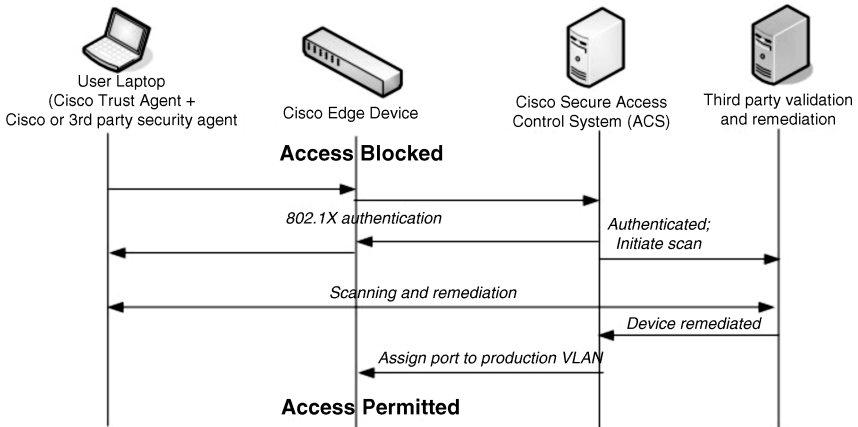 User Laptop
(Cisco Trust Agent +
Cisco or 3rd party security agent
Cisco Edge Device
Cisco Secure Access
Control System (ACS)
Third party validation
and remediation
Access Blocked
802.1X authentication
Authenticated;
Initiate scan
Scanning and remediation
Device remediated
Assign port to production VLAN
Access Permitted